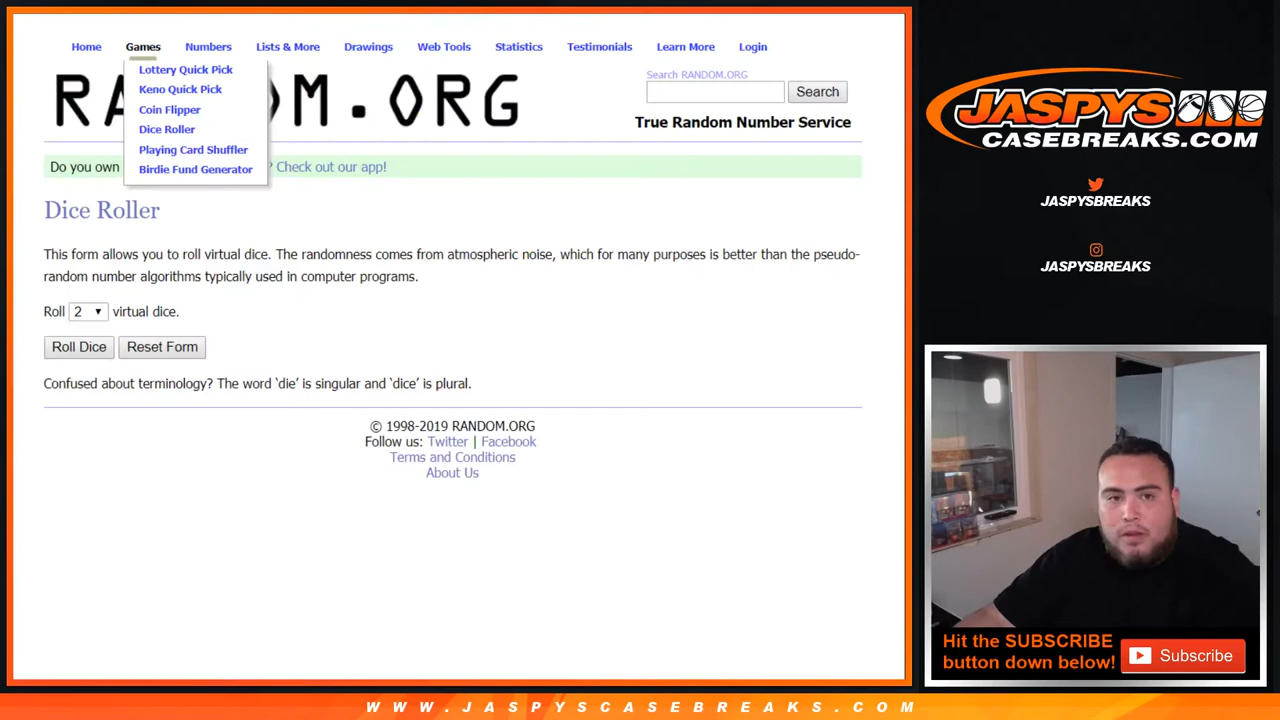 Home Games Numbers Lists & More Drawings Web Tools Statistics Testimonials Learn More Login
Lottery Quick Pick
Keno Quick Pick
Coin Flipper
Dice Roller
Playing Card Shuffler
Birdie Fund Generator
RA M.ORG
Search RANDOM.ORG
Search
True Random Number Service
Do you own ? Check out our app!
Dice Roller
This form allows you to roll virtual dice. The randomness comes from atmospheric noise, which for many purposes is better than the pseudo-
random number algorithms typically used in computer programs.
Roll 2 virtual dice.
Roll Dice Reset Form
Confused about terminology? The word ‘die’ is singular and ‘dice’ is plural.
© 1998-2019 RANDOM.ORG
Follow us: Twitter | Facebook
Terms and Conditions
About Us
JASPYS
CASEBREAKS.COM
JASPYSBREAKS
JASPYSBREAKS
Hit the SUBSCRIBE
button down below!
Subscribe
WWW.JASPYSCASEBREAKS.COM